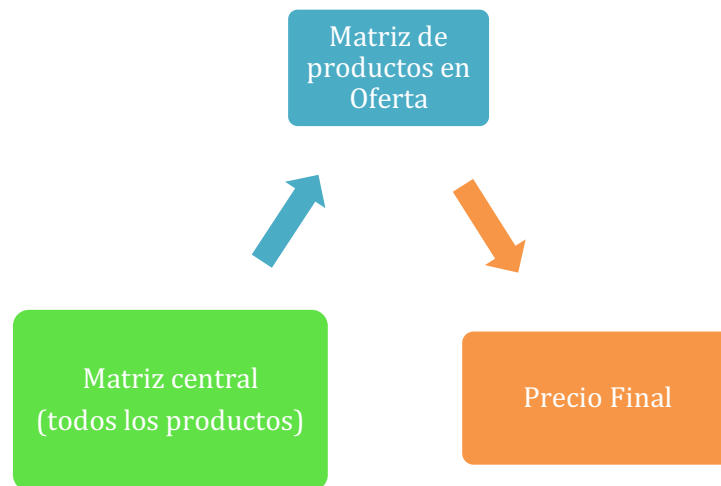 Matriz de
productos en
Oferta
Matriz central
(todos los productos)
Precio Final